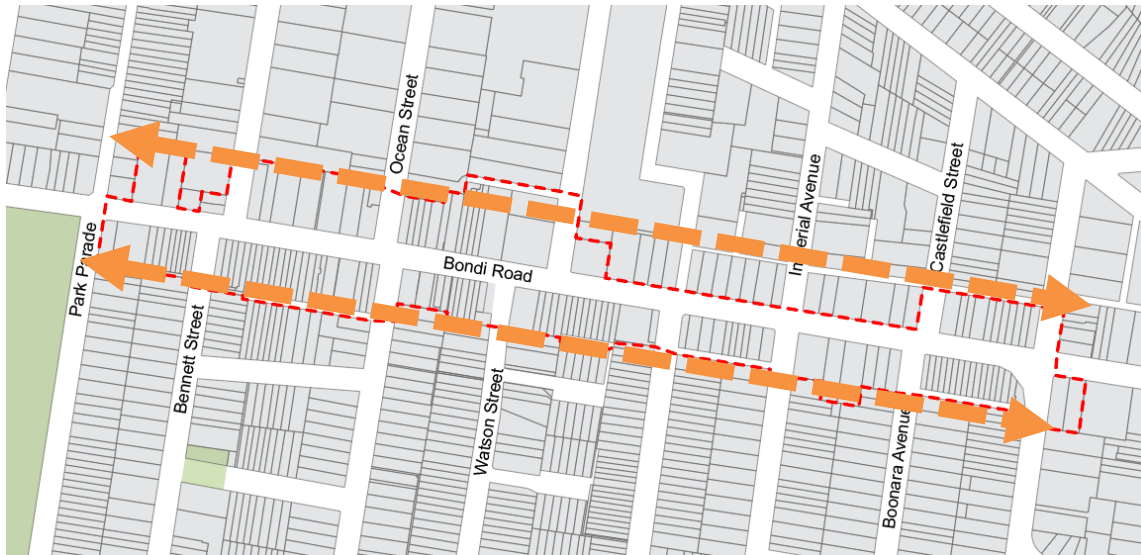 Ocean Street
Imperial Avenue
Castlefield Street
Park Parade
Bondi Road
Bennett Street
Watson Street
Boonara Avenue